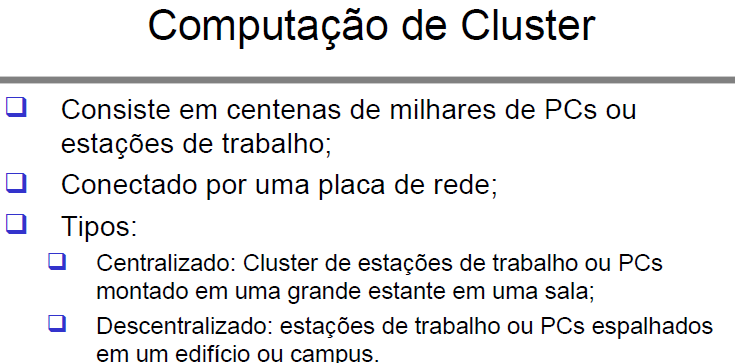 Computação de Cluster
Consiste em centenas de milhares de PCs ou
estações de trabalho;
Conectado por uma placa de rede;
Tipos:
Centralizado: Cluster de estações de trabalho ou PCs
montado em uma grande estante em uma sala;
Descentralizado: estações de trabalho ou PCs espalhados
em um edifício ou campus.